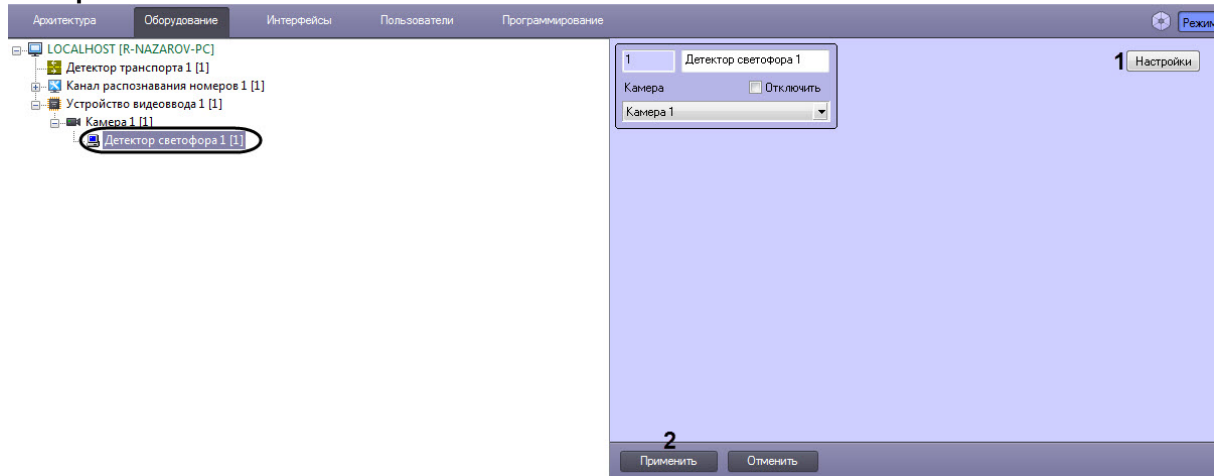 Архитектура Оборудование Интерфейсы Пользователи Программирование
LOCALHOST [R-NAZAROV-PC]
Детектор транспорта 1 [1]
Канал распознавания номеров 1 [1]
Устройство видеоввода 1 [1]
Камера 1 [1]
Детектор светофора 1 [1]
1 Детектор светофора 1
Камера Отключить
Камера 1
1 Настройки
2
Применить Отменить